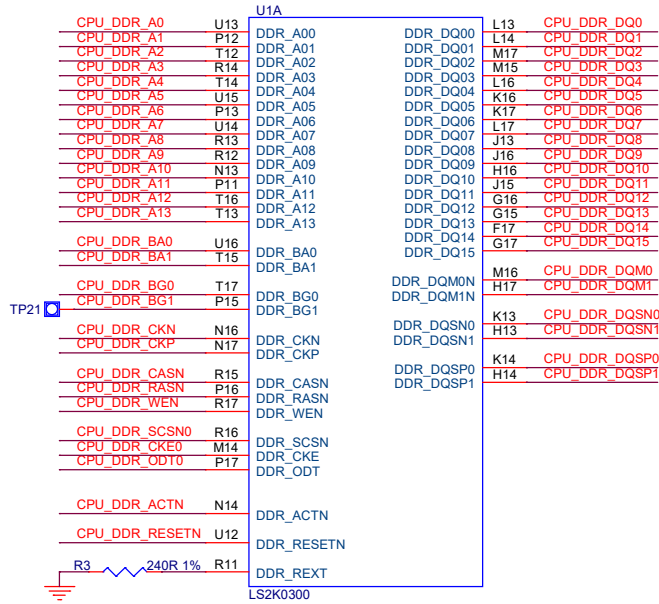 U1A
CPU_DDR_A0 U13 DDR_A00 DDR_DQ00 L13 CPU_DDR_DQ0
CPU_DDR_A1 P12 DDR_A01 DDR_DQ01 L14 CPU_DDR_DQ1
CPU_DDR_A2 T12 DDR_A02 DDR_DQ02 M17 CPU_DDR_DQ2
CPU_DDR_A3 R14 DDR_A03 DDR_DQ03 M15 CPU_DDR_DQ3
CPU_DDR_A4 T14 DDR_A04 DDR_DQ04 L16 CPU_DDR_DQ4
CPU_DDR_A5 U15 DDR_A05 DDR_DQ05 K16 CPU_DDR_DQ5
CPU_DDR_A6 P13 DDR_A06 DDR_DQ06 K17 CPU_DDR_DQ6
CPU_DDR_A7 U14 DDR_A07 DDR_DQ07 L17 CPU_DDR_DQ7
CPU_DDR_A8 R13 DDR_A08 DDR_DQ08 J13 CPU_DDR_DQ8
CPU_DDR_A9 R12 DDR_A09 DDR_DQ09 J16 CPU_DDR_DQ9
CPU_DDR_A10 N13 DDR_A10 DDR_DQ10 H16 CPU_DDR_DQ10
CPU_DDR_A11 P11 DDR_A11 DDR_DQ11 J15 CPU_DDR_DQ11
CPU_DDR_A12 T16 DDR_A12 DDR_DQ12 G16 CPU_DDR_DQ12
CPU_DDR_A13 T13 DDR_A13 DDR_DQ13 G15 CPU_DDR_DQ13
DDR_DQ14 F17 CPU_DDR_DQ14
CPU_DDR_BA0 U16 DDR_BA0 DDR_DQ15 G17 CPU_DDR_DQ15
CPU_DDR_BA1 T15 DDR_BA1
DDR_DQM0N M16 CPU_DDR_DQM0
CPU_DDR_BG0 T17 DDR_BG0 DDR_DQM1N H17 CPU_DDR_DQM1
TP21 CPU_DDR_BG1 P15 DDR_BG1
DDR_DQSN0 K13 CPU_DDR_DQSN0
CPU_DDR_CKN N16 DDR_CKN DDR_DQSN1 H13 CPU_DDR_DQSN1
CPU_DDR_CKP N17 DDR_CKP
DDR_DQSP0 K14 CPU_DDR_DQSP0
CPU_DDR_CASN R15 DDR_CASN DDR_DQSP1 H14 CPU_DDR_DQSP1
CPU_DDR_RASN P16 DDR_RASN
CPU_DDR_WEN R17 DDR_WEN
CPU_DDR_SCSN0 R16 DDR_SCSN
CPU_DDR_CKE0 M14 DDR_CKE
CPU_DDR_ODT0 P17 DDR_ODT
CPU_DDR_ACTN N14 DDR_ACTN
CPU_DDR_RESETN U12 DDR_RESETN
R3 240R 1% R11 DDR_REXT
LS2K0300